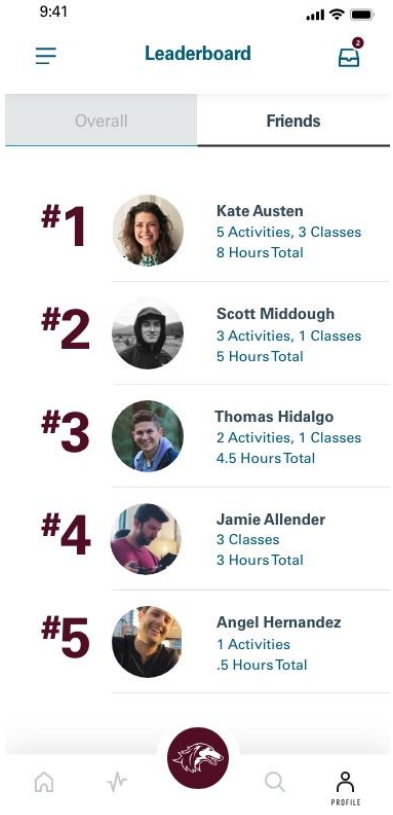 9:41
Leaderboard
2
Overall
Friends
#1
Kate Austen
5 Activities, 3 Classes
8 Hours Total
#2
Scott Middough
3 Activities, 1 Classes
5 Hours Total
#3
Thomas Hidalgo
2 Activities, 1 Classes
4.5 Hours Total
#4
Jamie Allender
3 Classes
3 Hours Total
#5
Angel Hernandez
1 Activities
.5 Hours Total
PROFILE